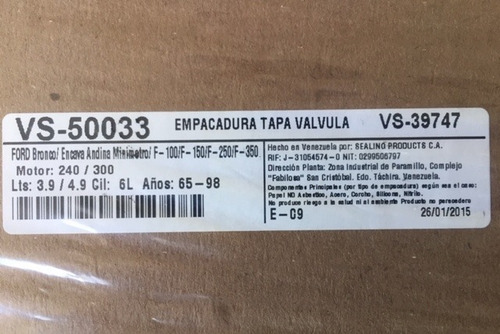 VS-50033 EMPACADURA TAPA VALVULA VS-39747
FORD Bronco/ Encava Andina Minimetro/ F-100/F-150/F-250/F-350
Motor: 240 / 300
Lts: 3.9 / 4.9 Cil: 6L Años: 65-98
Hecho en Venezuela por: SEALING PRODUCTS C.A.
RIF: J-31054574-0 NIT: 0299506797
Dirección Planta: Zona Industrial de Paramillo, Complejo
"Fabilosa" San Cristóbal. Edo. Táchira, Venezuela.
Componentes Principales (por tipo de empacadura) según sea el caso:
Papel NO Asbestino, Acero, Corcho, Silicón, Nitrilo.
No produce riesgo a la salud ni al ambiente Producto no perecedero
E-09 26/01/2015